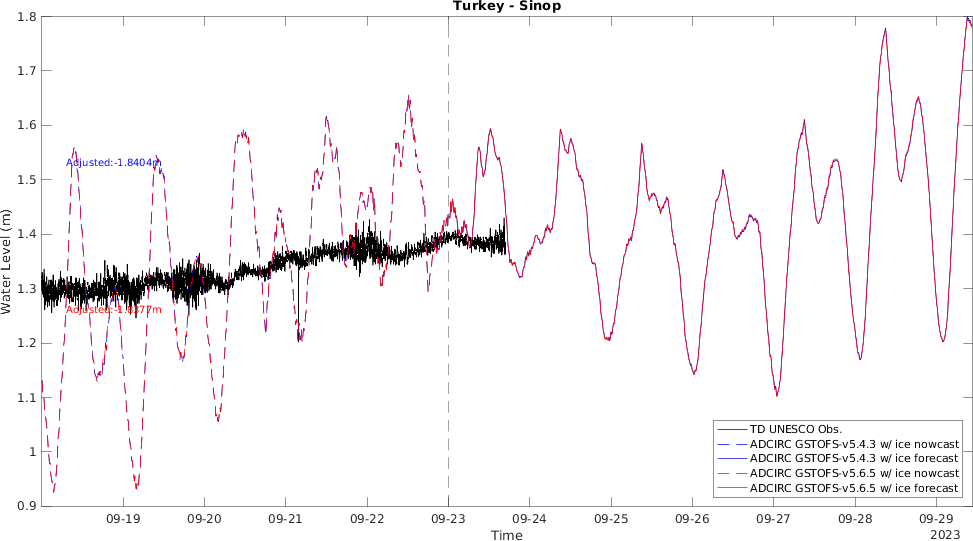 Turkey - Sinop
1.8
1.7
1.6
1.5
1.4
1.3
1.2
1.1
1
0.9
Water Level (m)
Adjusted:-1.8404m
Adjusted:-1.8377m
TD UNESCO Obs.
ADCIRC GSTOFS-v5.4.3 w/ ice nowcast
ADCIRC GSTOFS-v5.4.3 w/ ice forecast
ADCIRC GSTOFS-v5.6.5 w/ ice nowcast
ADCIRC GSTOFS-v5.6.5 w/ ice forecast
09-19 09-20 09-21 09-22 09-23 09-24 09-25 09-26 09-27 09-28 09-29
Time
2023